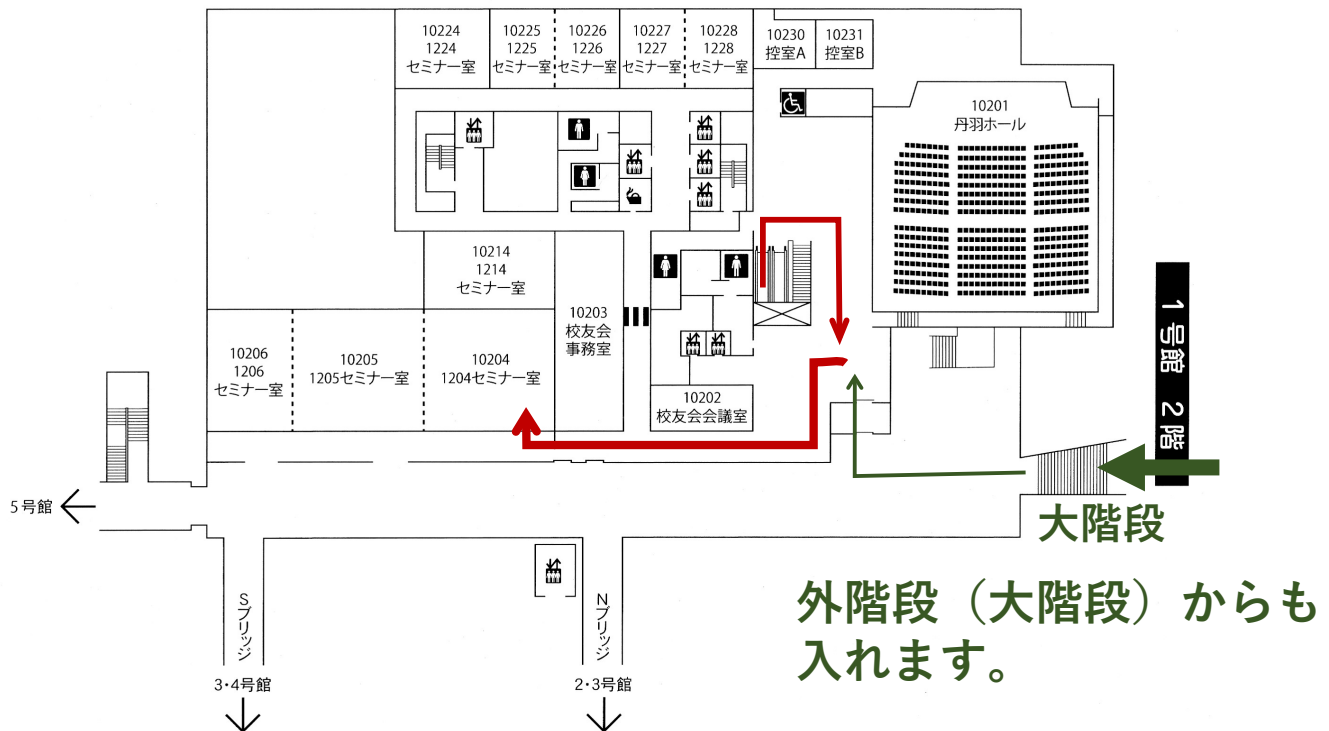 10224
1224
セミナー室
10225
1225
セミナー室
10226
1226
セミナー室
10227
1227
セミナー室
10228
1228
セミナー室
10230
控室A
10231
控室B
10201
丹羽ホール
10214
1214
セミナー室
10203
校友会
事務室
10206
1206
セミナー室
10205
1205セミナー室
10204
1204セミナー室
10202
校友会会議室
1号館 2階
5号館
大階段
外階段（大階段）からも
入れます。
Sブリッジ
Nブリッジ
3・4号館
2・3号館